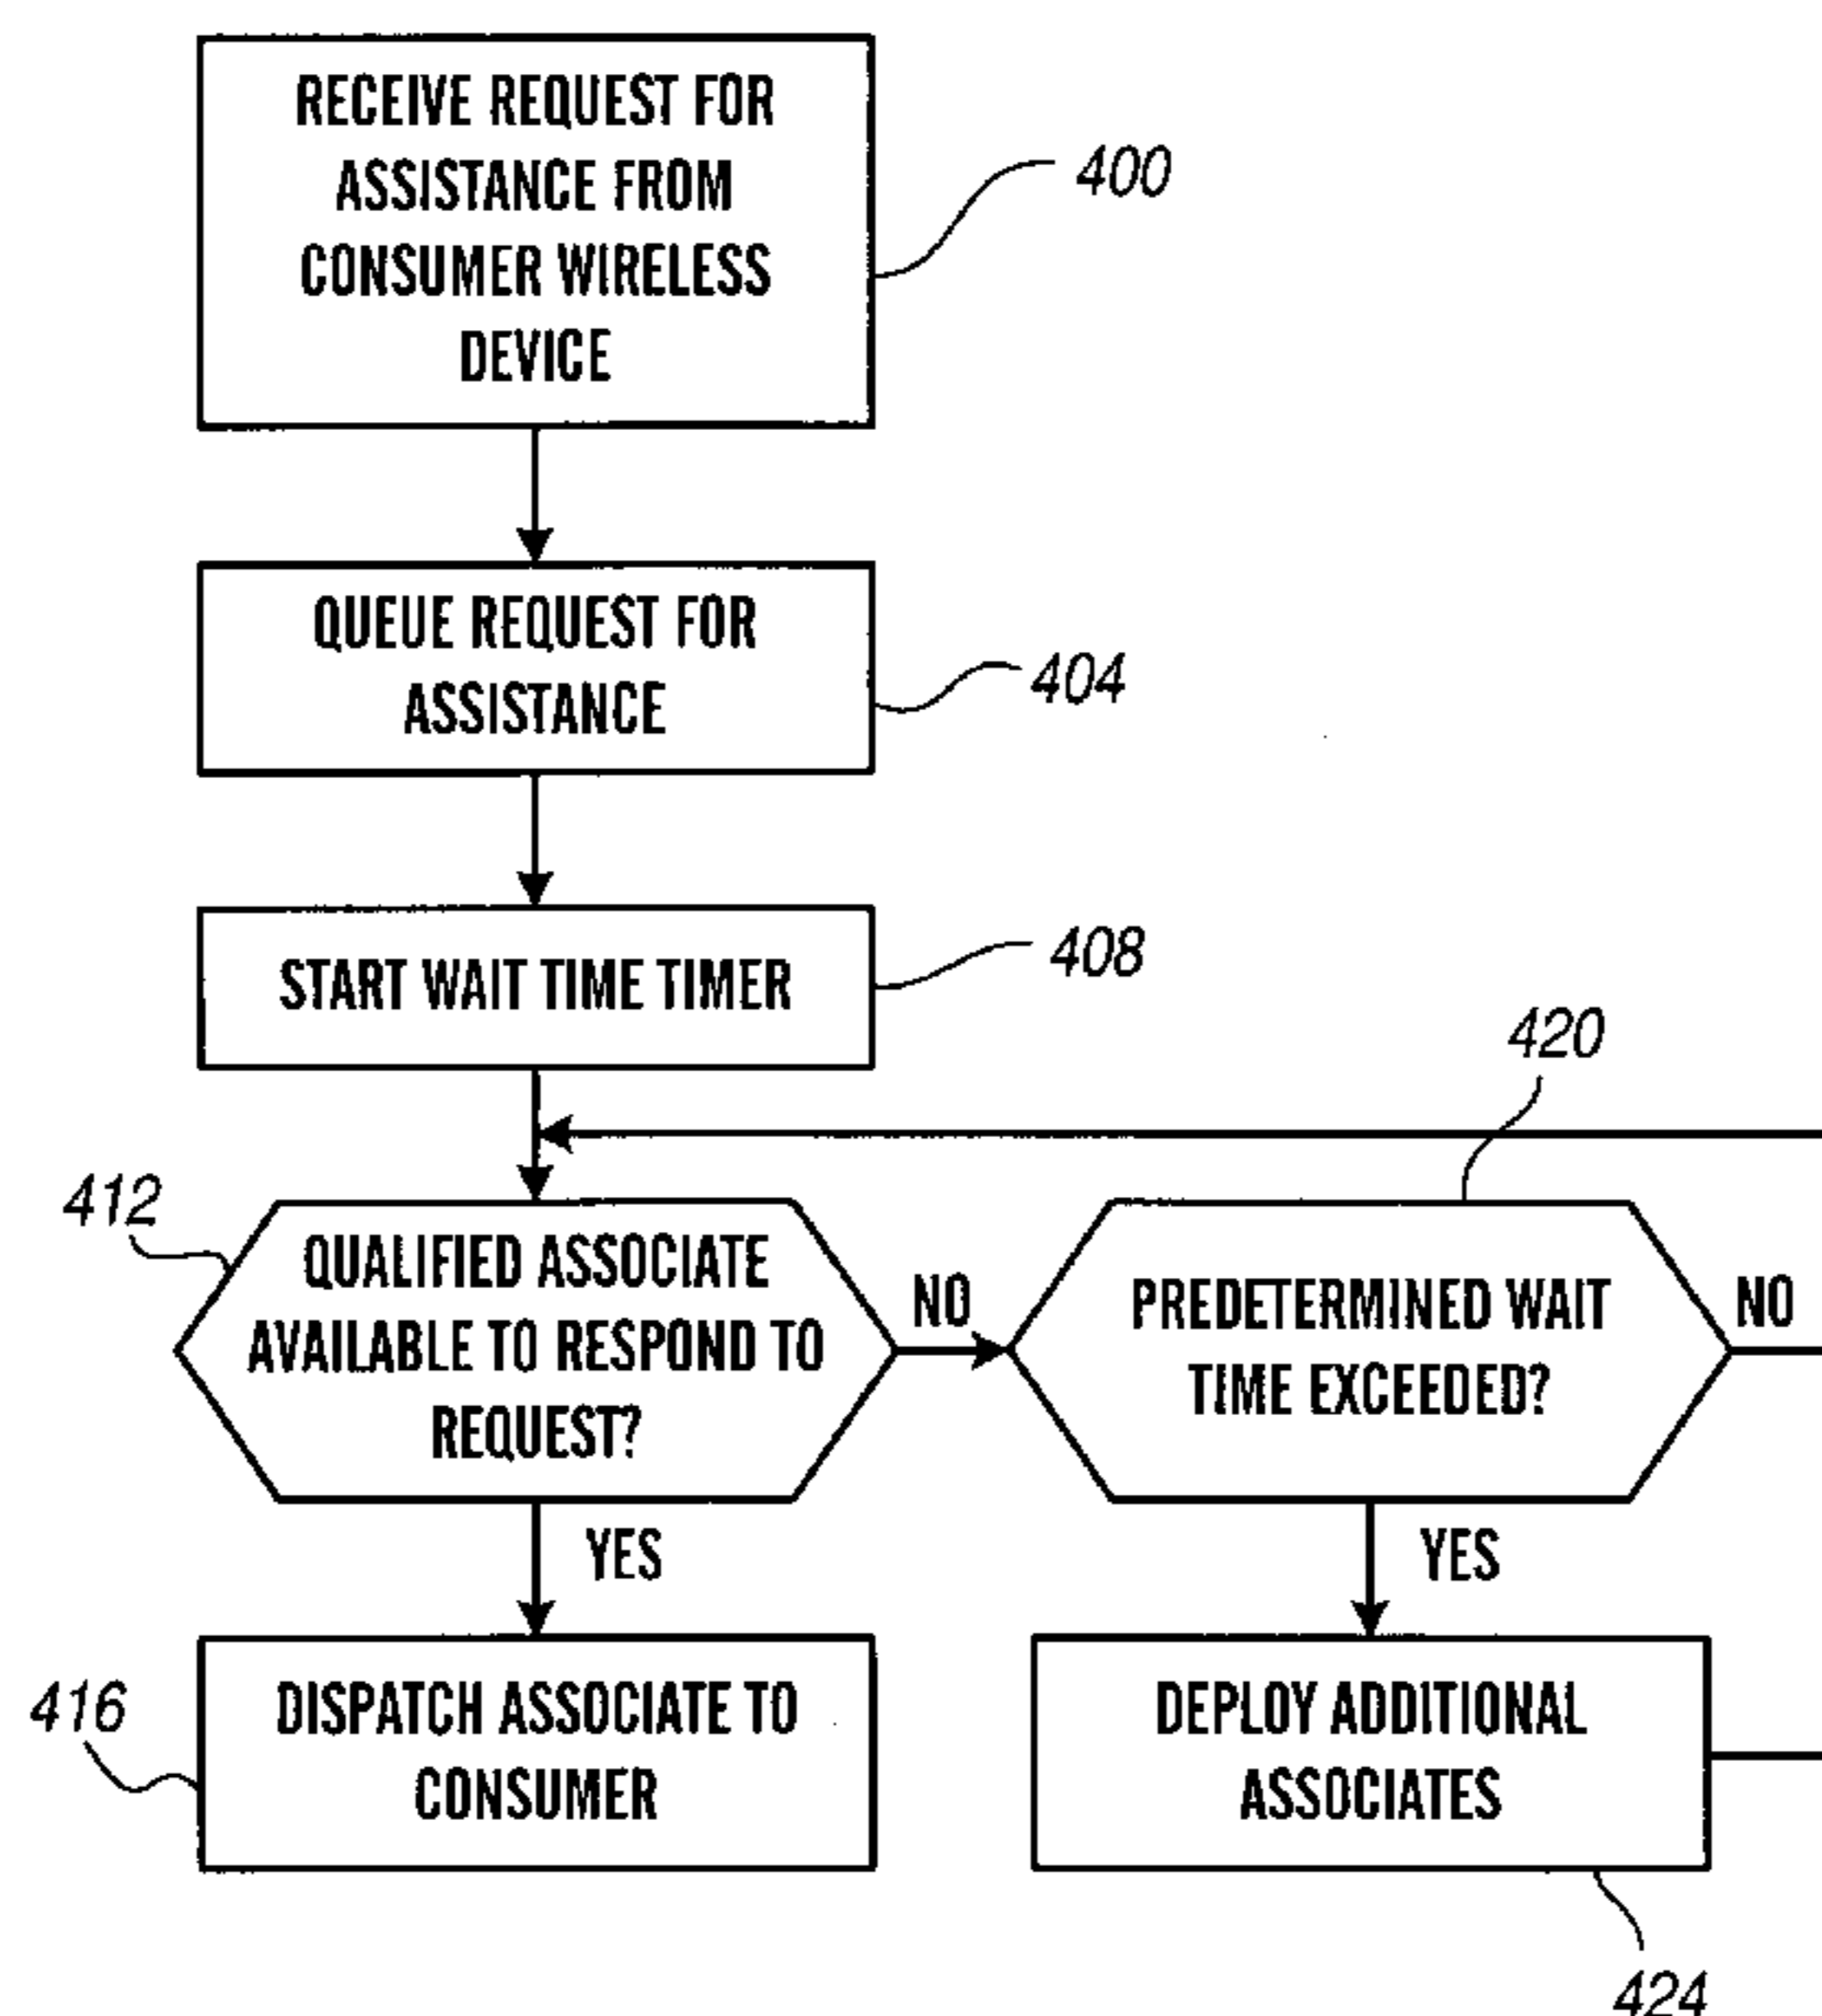 RECEIVE REQUEST FOR
ASSISTANCE FROM
CONSUMER WIRELESS
DEVICE
400
QUEUE REQUEST FOR
ASSISTANCE
404
START WAIT TIME TIMER
408
420
412
QUALIFIED ASSOCIATE
AVAILABLE TO RESPOND TO
REQUEST?
NO
PREDETERMINED WAIT
TIME EXCEEDED?
NO
YES
YES
416
DISPATCH ASSOCIATE TO
CONSUMER
DEPLOY ADDITIONAL
ASSOCIATES
424